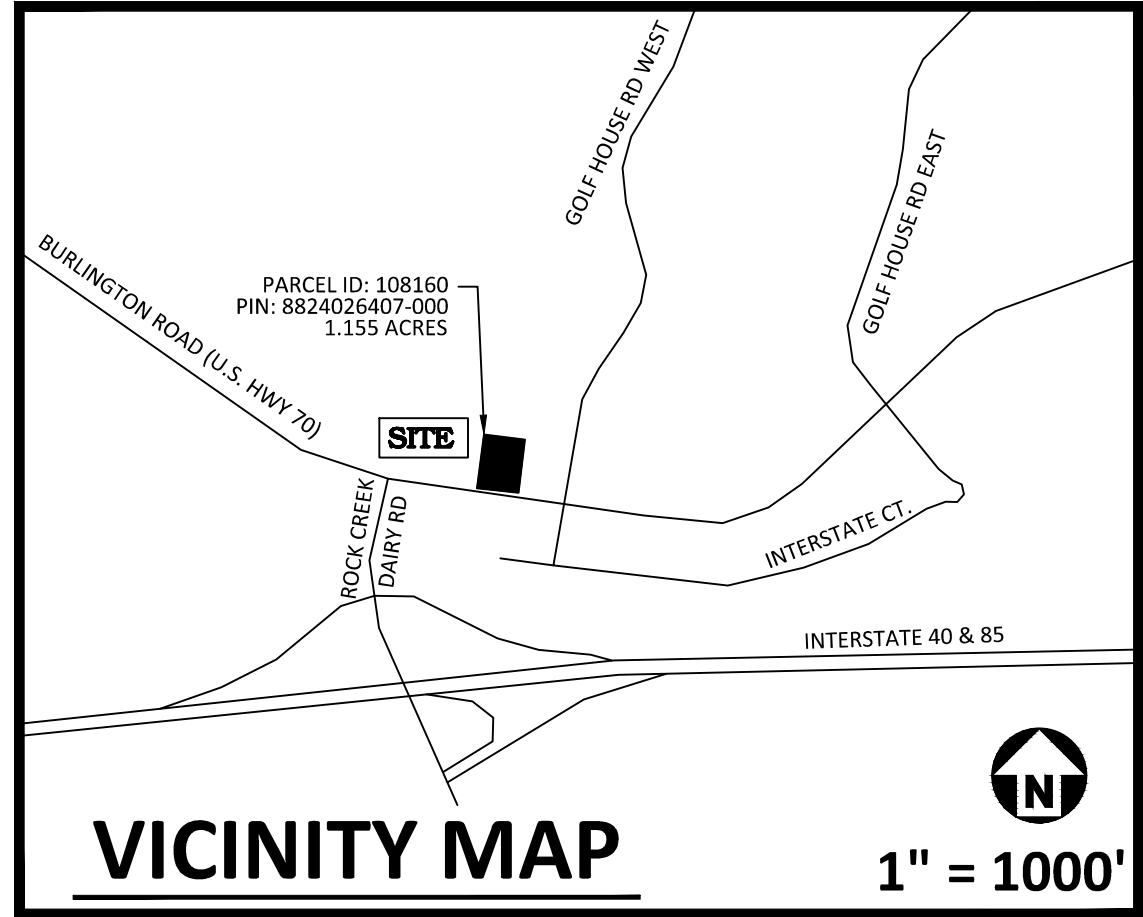 GOLF HOUSE RD WEST
GOLF HOUSE RD EAST
BURLINGTON ROAD (U.S. HWY 70)
PARCEL ID: 108160
PIN: 8824026407-000
1.155 ACRES
SITE
ROCK CREEK
DAIRY RD
INTERSTATE CT.
INTERSTATE 40 & 85
N
VICINITY MAP
1" = 1000'